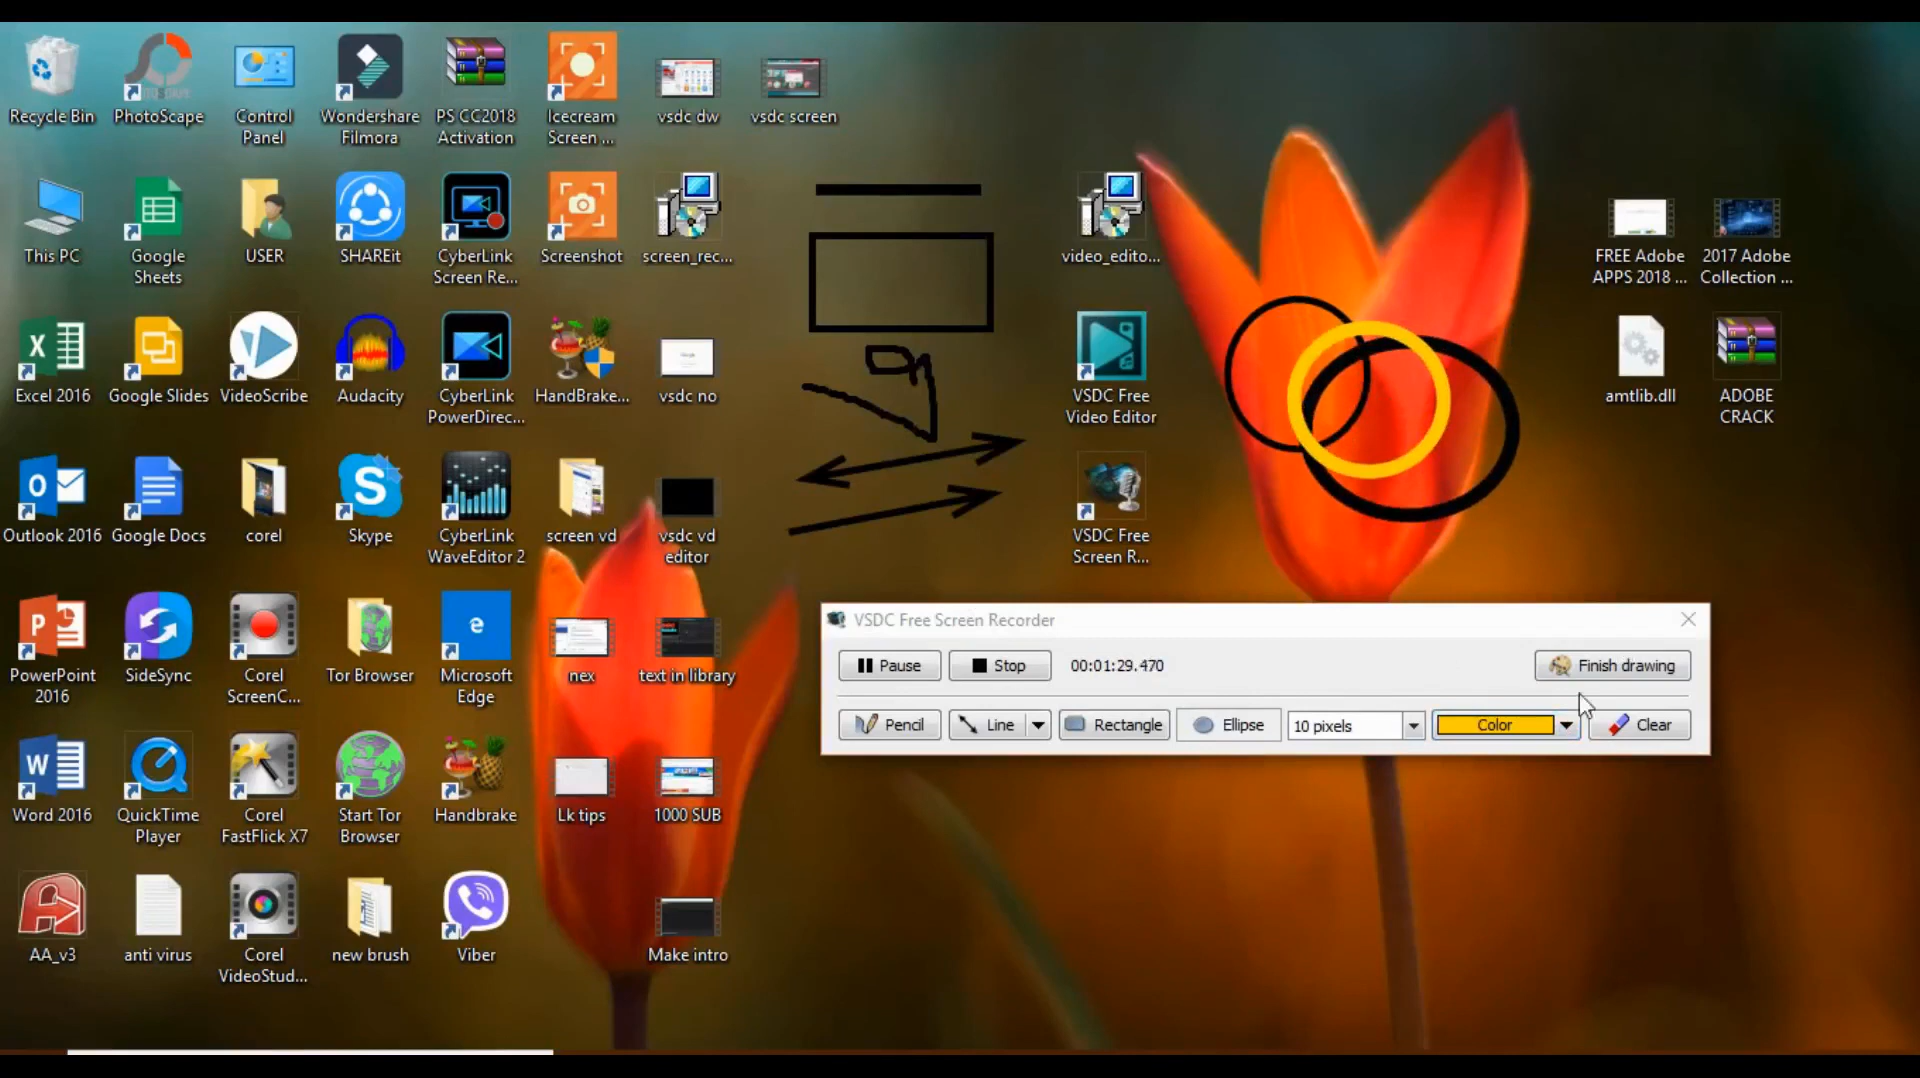 Recycle Bin
PhotoScape
Control
Panel
Wondershare
Filmora
PS CC2018
Activation
Icecream
Screen ...
vsdc dw
vsdc screen
This PC
Google
Sheets
USER
SHAREit
CyberLink
Screen Re...
Screenshot
screen_rec...
video_edito...
FREE Adobe
APPS 2018 ...
2017 Adobe
Collection ...
Excel 2016
Google Slides
VideoScribe
Audacity
CyberLink
PowerDirec...
HandBrake...
vsdc no
VSDC Free
Video Editor
amtlib.dll
ADOBE
CRACK
Outlook 2016
Google Docs
corel
Skype
CyberLink
WaveEditor 2
screen vd
vsdc vd
editor
VSDC Free
Screen R...
PowerPoint
2016
SideSync
Corel
ScreenC...
Tor Browser
Microsoft
Edge
nex
text in library
VSDC Free Screen Recorder
Pause
Stop
00:01:29.470
Finish drawing
Pencil
Line
Rectangle
Ellipse
10 pixels
Color
Clear
Word 2016
QuickTime
Player
Corel
FastFlick X7
Start Tor
Browser
Handbrake
Lk tips
1000 SUB
AA_v3
anti virus
Corel
VideoStud...
new brush
Viber
Make intro